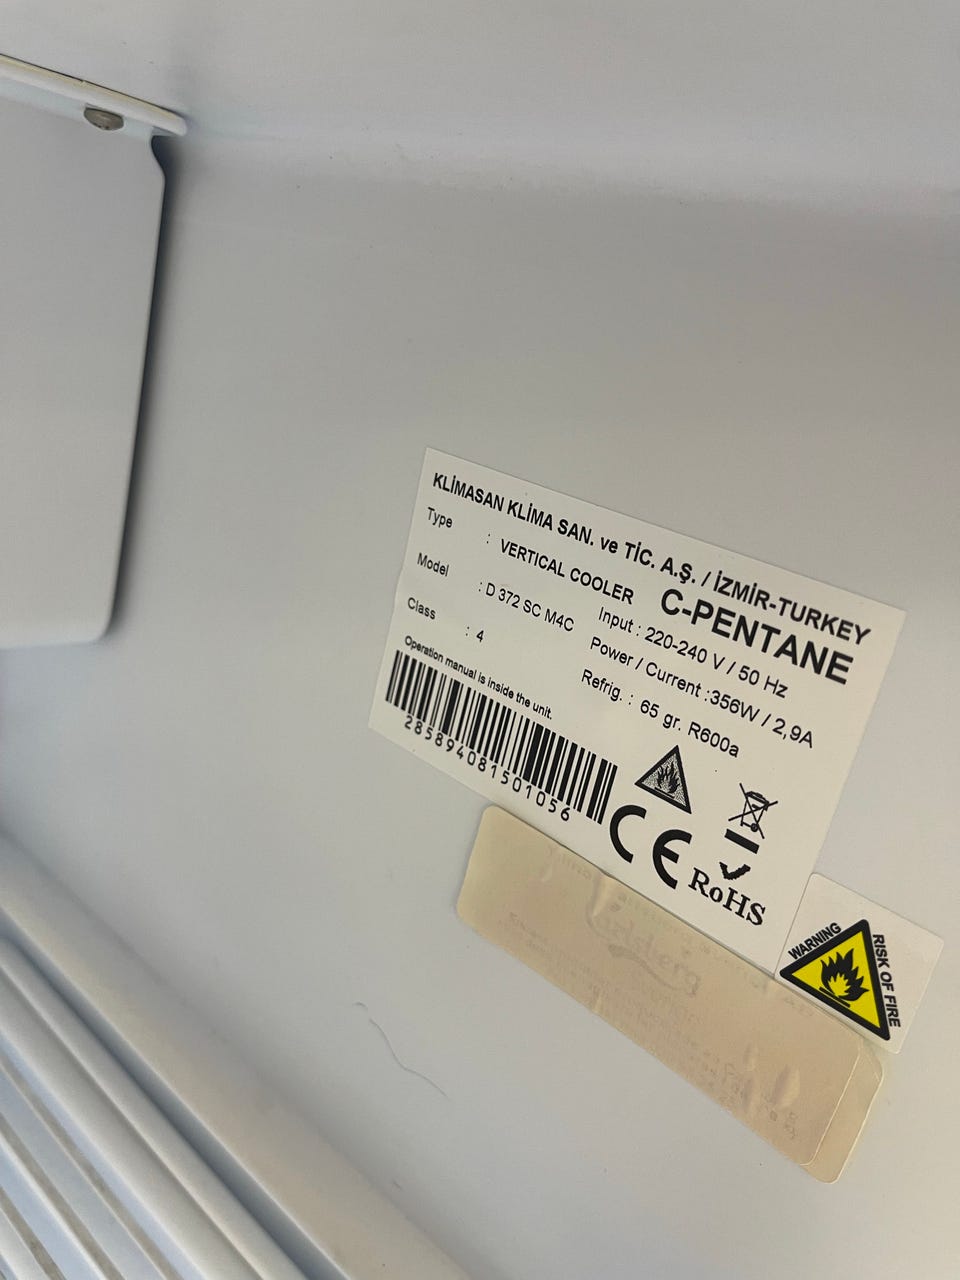 KLİMASAN KLİMA SAN. ve TİC. A.Ş. / İZMİR-TURKEY
Type : VERTICAL COOLER C-PENTANE
Model : D 372 SC M4C Input : 220-240 V / 50 Hz
Class : 4 Power / Current :356W / 2,9A
Refrig. : 65 gr. R600a
Operation manual is inside the unit.
285894081501056
CE
RoHS
WARNING
RISK OF FIRE
Carlsberg